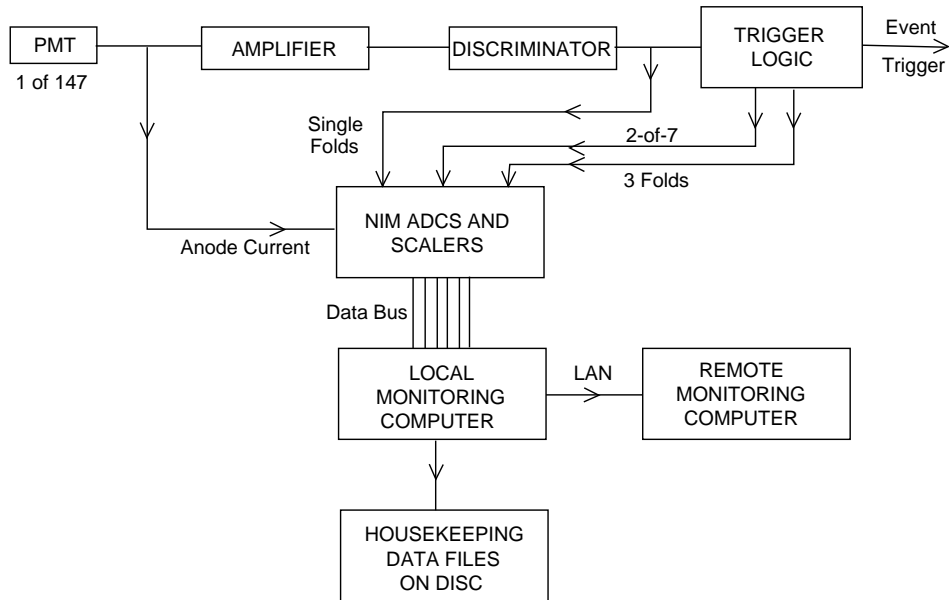 PMT
1 of 147
AMPLIFIER
DISCRIMINATOR
TRIGGER
LOGIC
Event
Trigger
Single
Folds
2-of-7
3 Folds
Anode Current
NIM ADCS AND
SCALERS
Data Bus
LOCAL
MONITORING
COMPUTER
LAN
REMOTE
MONITORING
COMPUTER
HOUSEKEEPING
DATA FILES
ON DISC